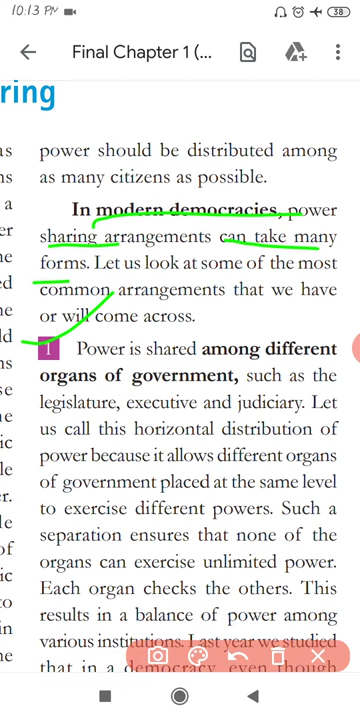 10:13 PM
38
Final Chapter 1 (...
ring
power should be distributed among
as many citizens as possible.
In modern democracies, power
sharing arrangements can take many
forms. Let us look at some of the most
common arrangements that we have
or will come across.
1 Power is shared among different
organs of government, such as the
legislature, executive and judiciary. Let
us call this horizontal distribution of
power because it allows different organs
of government placed at the same level
to exercise different powers. Such a
separation ensures that none of the
organs can exercise unlimited power.
Each organ checks the others. This
results in a balance of power among
various institutions. Last year we studied
that in a democracy, even though